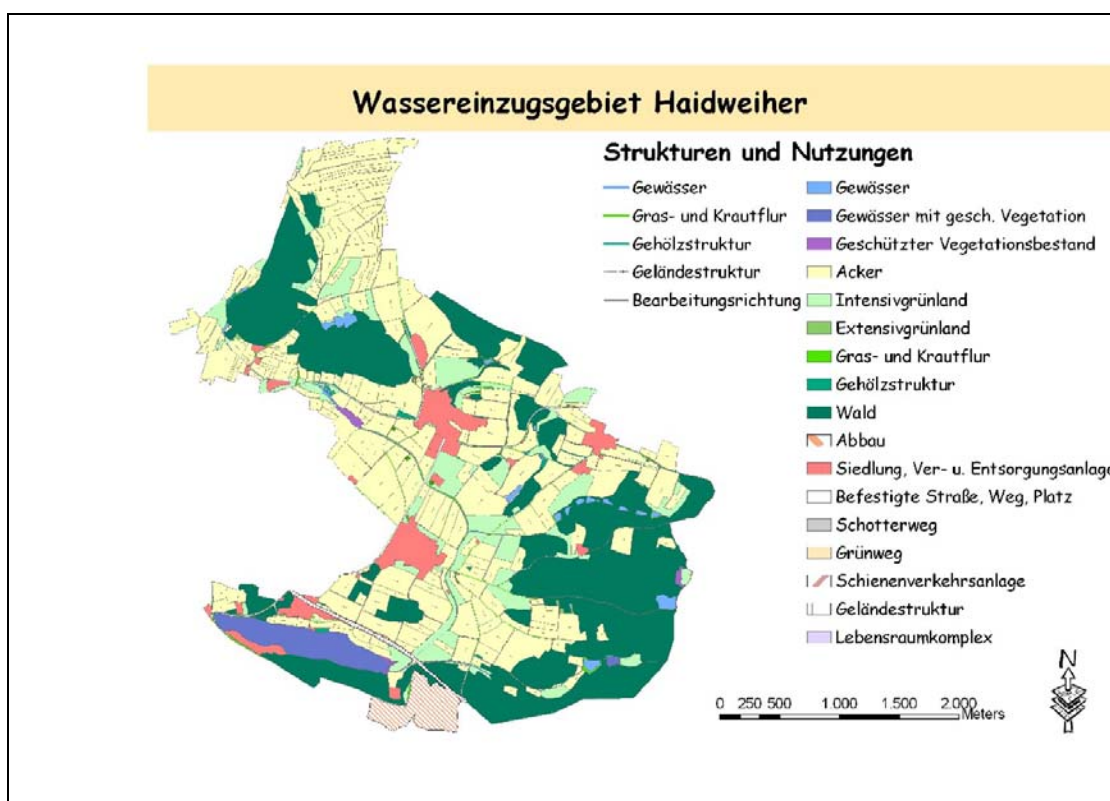 Wassereinzugsgebiet Haidweiher
Strukturen und Nutzungen
Gewässer
Gras- und Krautflur
Gehölzstruktur
Geländestruktur
Bearbeitungsrichtung
Gewässer
Gewässer mit gesch. Vegetation
Geschützter Vegetationsbestand
Acker
Intensivgrünland
Extensivgrünland
Gras- und Krautflur
Gehölzstruktur
Wald
Abbau
Siedlung, Ver- u. Entsorgungsanlage
Befestigte Straße, Weg, Platz
Schotterweg
Grünweg
Schienenverkehrsanlage
Geländestruktur
Lebensraumkomplex
N
0 250 500 1.000 1.500 2.000
Meters